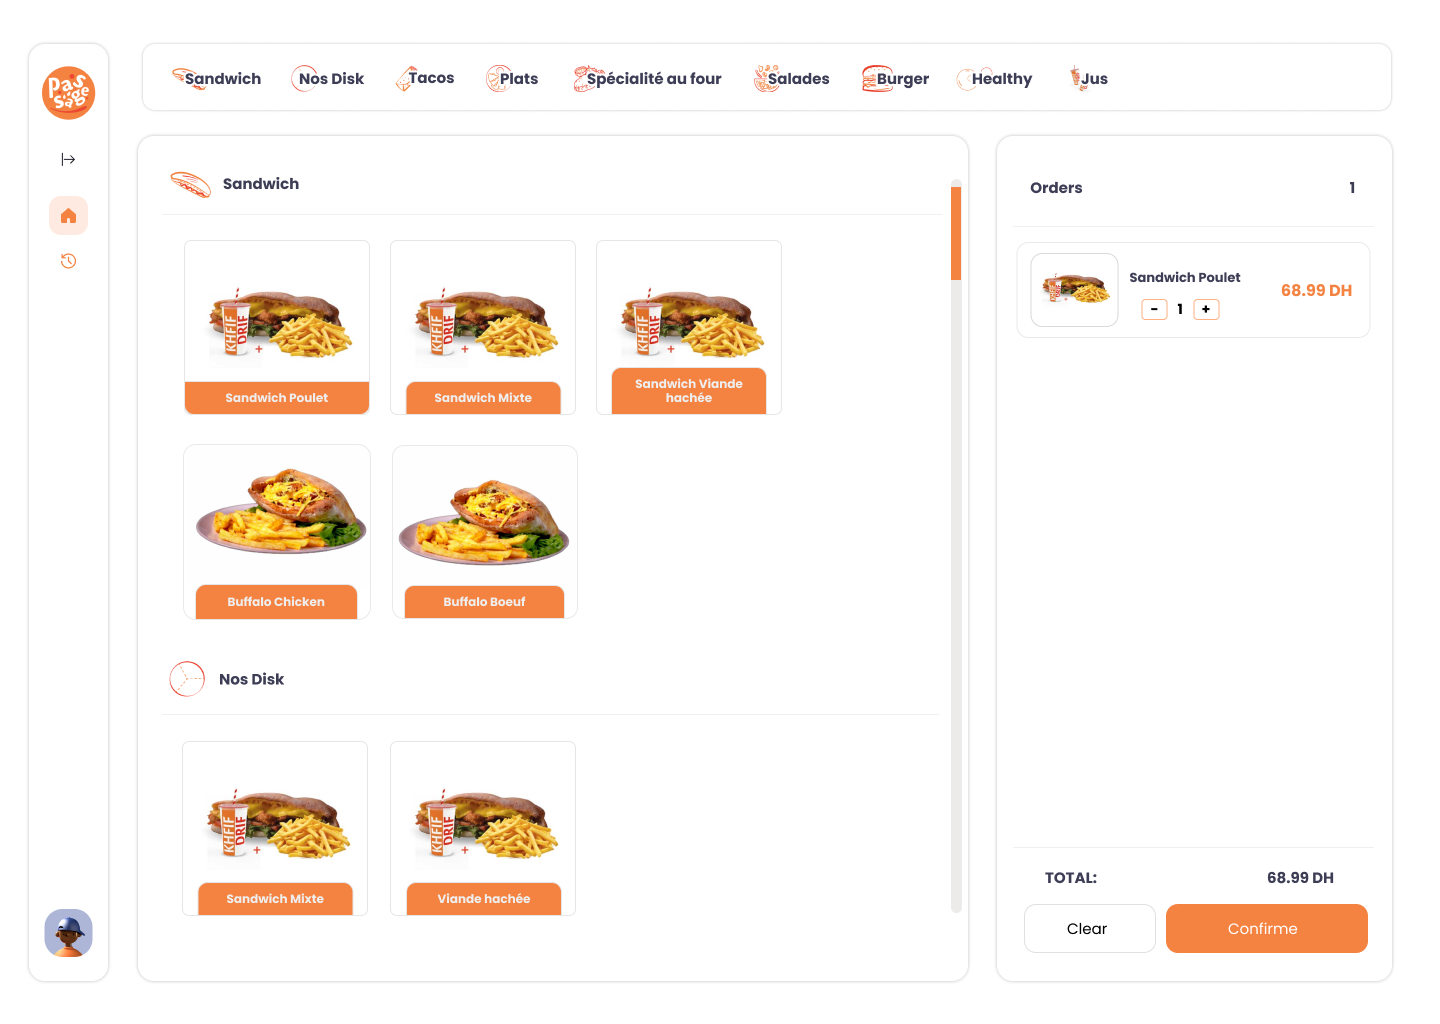 Pas
Sage
Sandwich
Nos Disk
Tacos
Plats
Spécialité au four
Salades
Burger
Healthy
Jus
Sandwich
KHFIF
DRIF
+
Sandwich Poulet
KHFIF
DRIF
+
Sandwich Mixte
KHFIF
DRIF
+
Sandwich Viande
hachée
Buffalo Chicken
Buffalo Boeuf
Nos Disk
KHFIF
DRIF
+
Sandwich Mixte
KHFIF
DRIF
+
Viande hachée
Orders 1
Sandwich Poulet
- 1 +
68.99 DH
TOTAL: 68.99 DH
Clear
Confirme